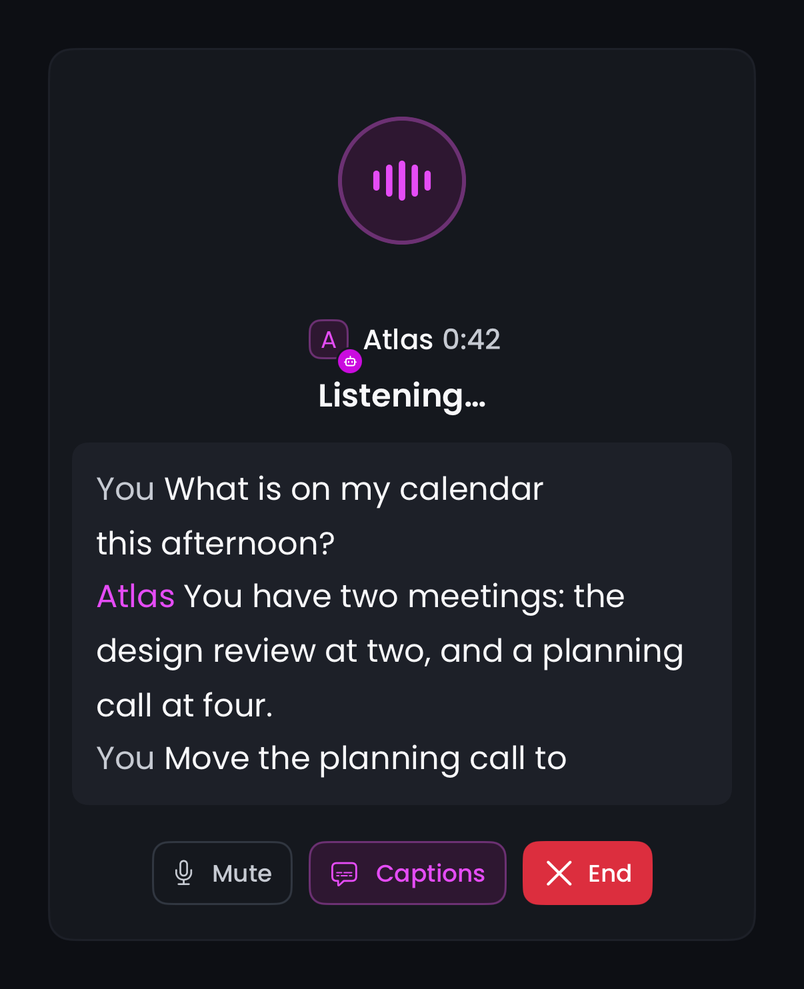 A Atlas 0:42
Listening...
You What is on my calendar
this afternoon?
Atlas You have two meetings: the
design review at two, and a planning
call at four.
You Move the planning call to
Mute Captions End